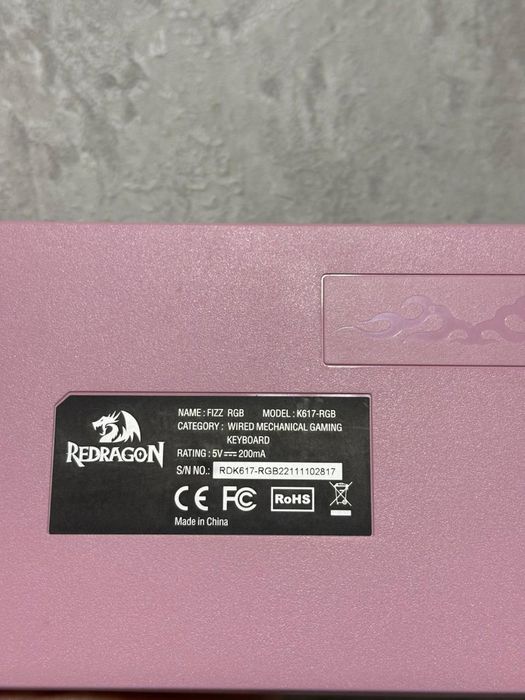 REDRAGON
NAME : FIZZ RGB MODEL : K617-RGB
CATEGORY : WIRED MECHANICAL GAMING
KEYBOARD
RATING : 5V⎓200mA
S/N NO.: RDK617-RGB22111102817
CE FC RoHS
Made in China